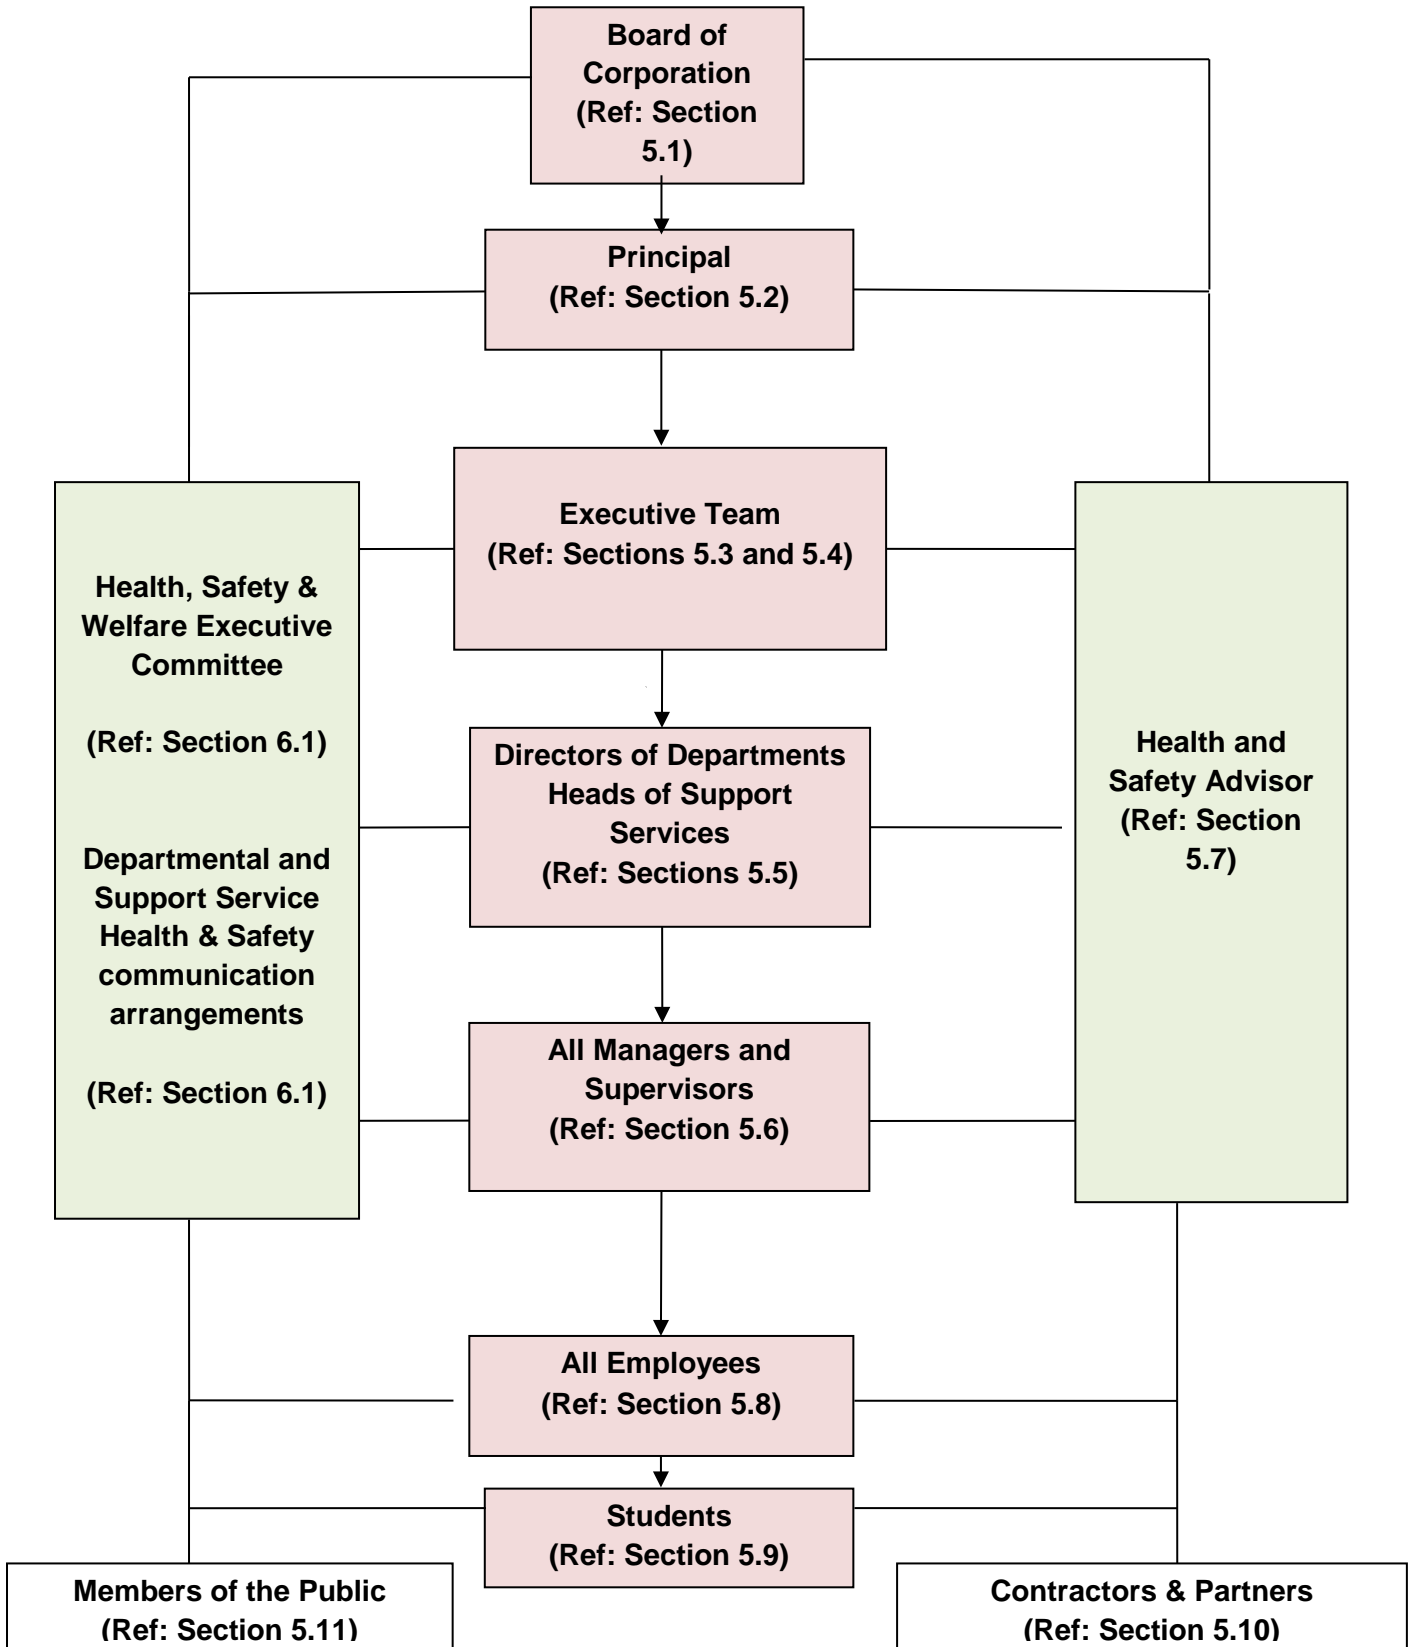 Board of
Corporation
(Ref: Section
5.1)
Principal
(Ref: Section 5.2)
Executive Team
(Ref: Sections 5.3 and 5.4)
Health, Safety &
Welfare Executive
Committee
(Ref: Section 6.1)
Departmental and
Support Service
Health & Safety
communication
arrangements
(Ref: Section 6.1)
Directors of Departments
Heads of Support
Services
(Ref: Sections 5.5)
Health and
Safety Advisor
(Ref: Section
5.7)
All Managers and
Supervisors
(Ref: Section 5.6)
All Employees
(Ref: Section 5.8)
Students
(Ref: Section 5.9)
Members of the Public
(Ref: Section 5.11)
Contractors & Partners
(Ref: Section 5.10)